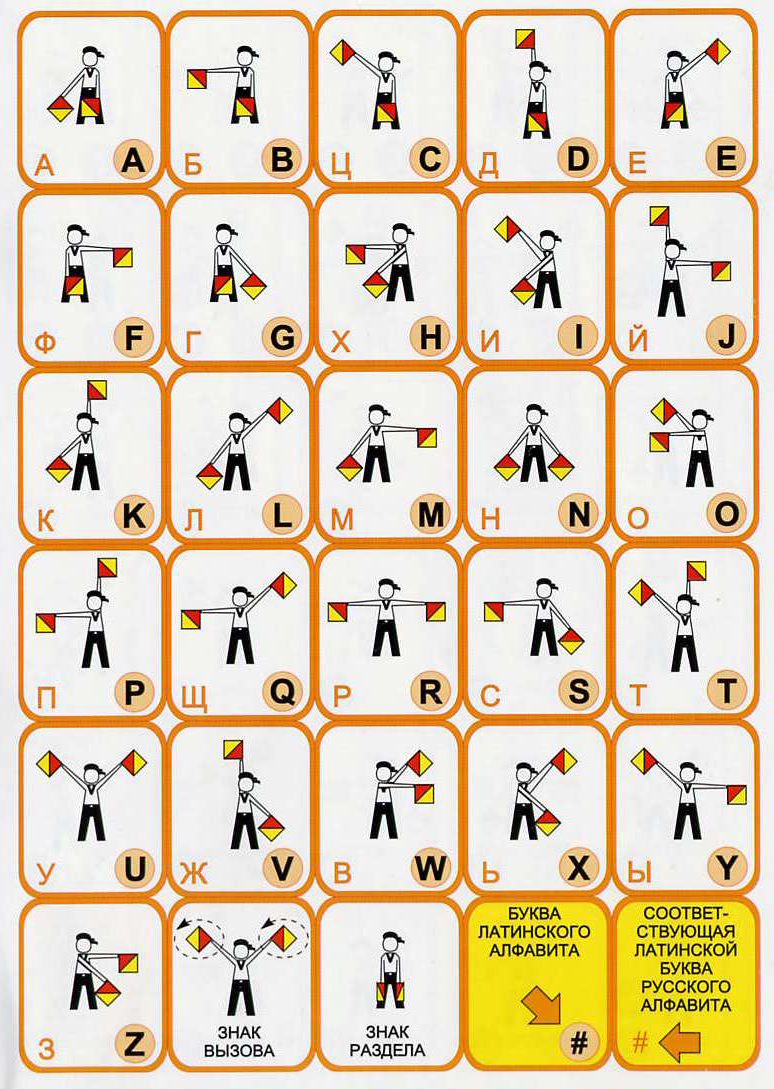 А A
Б B
Ц C
Д D
Е E
Ф F
Г G
Х H
И I
Й J
К K
Л L
М M
Н N
О O
П P
Щ Q
Р R
С S
Т T
У U
Ж V
В W
Ь X
Ы Y
З Z
ЗНАК
ВЫЗОВА
ЗНАК
РАЗДЕЛА
БУКВА
ЛАТИНСКОГО
АЛФАВИТА
#
СООТВЕТ-
СТВУЮЩАЯ
ЛАТИНСКОЙ
БУКВА
РУССКОГО
АЛФАВИТА
#